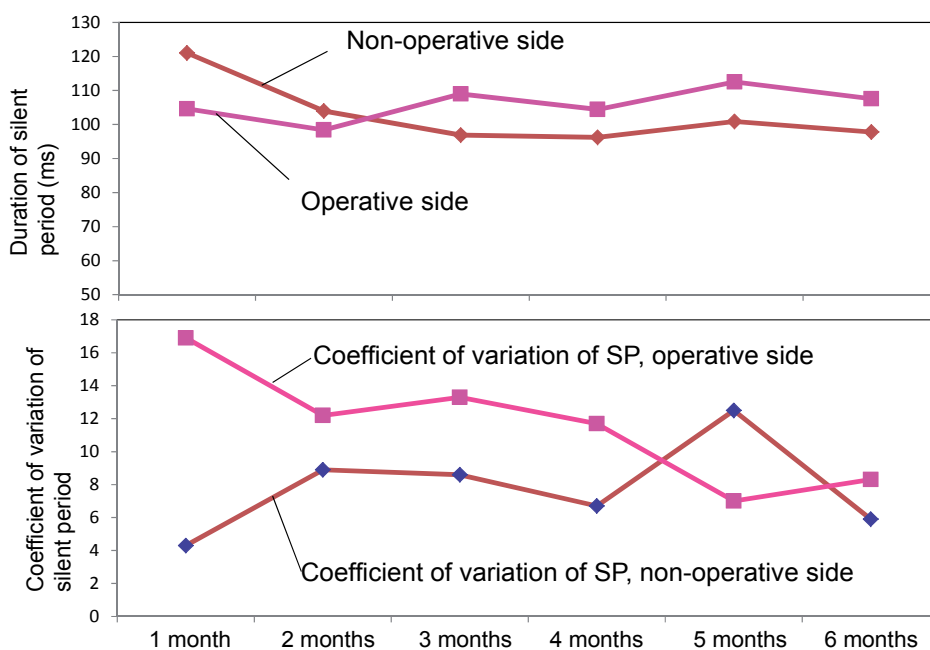 130
120
110
100
90
80
70
60
50
Duration of silent
period (ms)
Non-operative side
Operative side
18
16
14
12
10
8
6
4
2
0
Coefficient of variation of
silent period
Coefficient of variation of SP, operative side
Coefficient of variation of SP, non-operative side
1 month 2 months 3 months 4 months 5 months 6 months